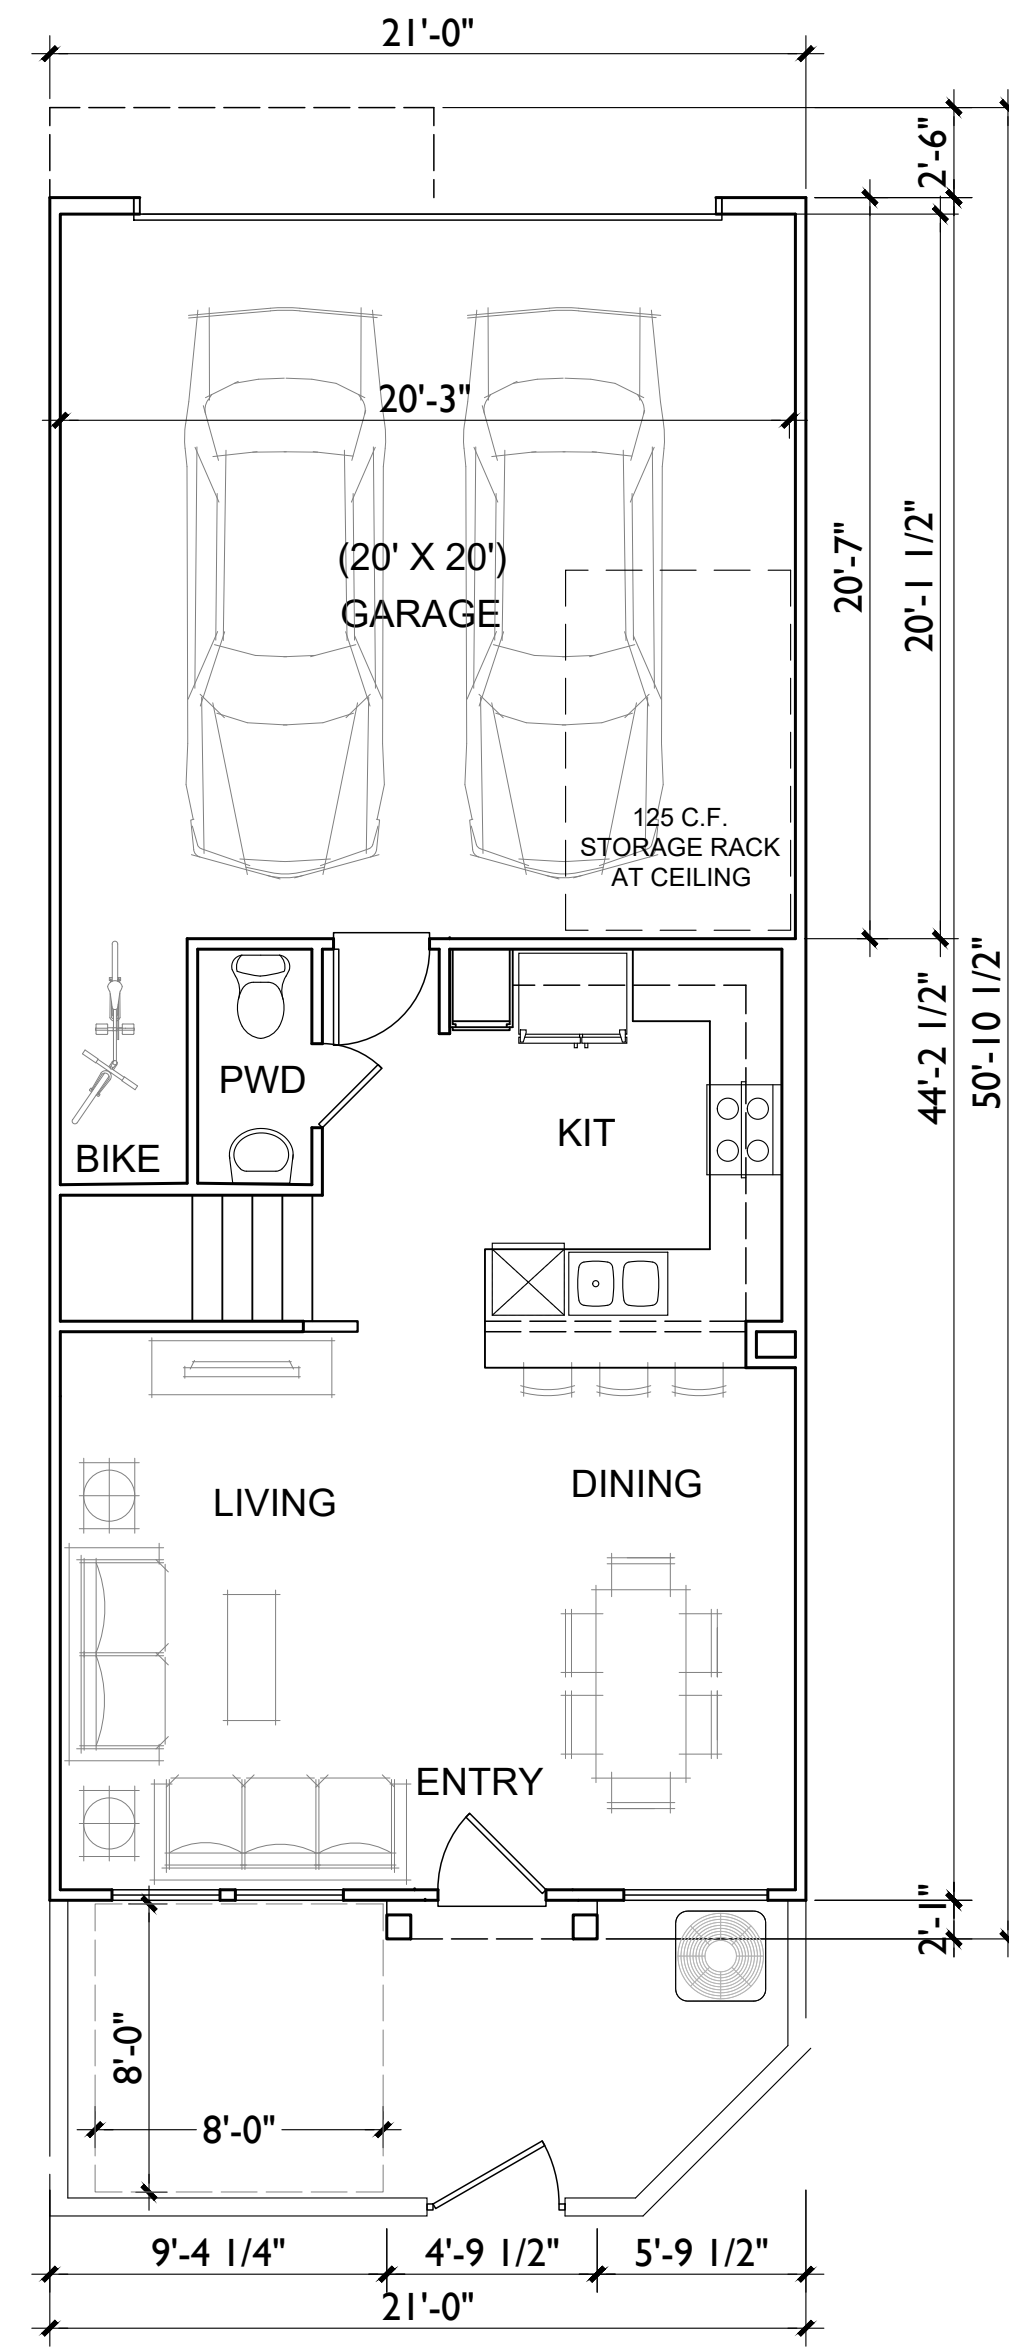 21'-0"
2'-6"
20'-3"
(20' X 20')
GARAGE
20'-7"
20'-1 1/2"
125 C.F.
STORAGE RACK
AT CEILING
44'-2 1/2"
50'-10 1/2"
PWD
KIT
BIKE
LIVING
DINING
ENTRY
2'-1"
8'-0"
8'-0"
9'-4 1/4"
4'-9 1/2"
5'-9 1/2"
21'-0"